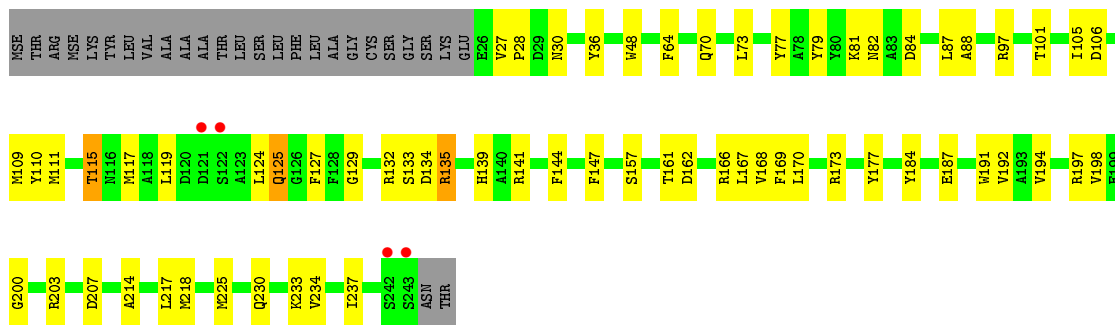 MSE THR ARG MSE LYS TYR LEU VAL ALA ALA ALA THR LEU SER LEU PHE LEU ALA GLY CYS SER GLY SER LYS GLU E26 V27 P28 D29 N30 Y36 W48 F64 Q70 L73 Y77 A78 Y79 Y80 K81 N82 A83 D84 L87 A88 R97 T101 I105 D106
M109 Y110 M111 T115 N116 M117 A118 L119 D120 D121 S122 A123 L124 Q125 G126 F127 F128 G129 R132 S133 D134 R135 H139 A140 R141 F144 F147 S157 T161 D162 R166 L167 V168 F169 L170 R173 Y177 Y184 E187 W191 V192 A193 V194 R197 V198 E199
G200 R203 D207 A214 L217 M218 M225 Q230 K233 V234 I237 S242 S243 ASN THR